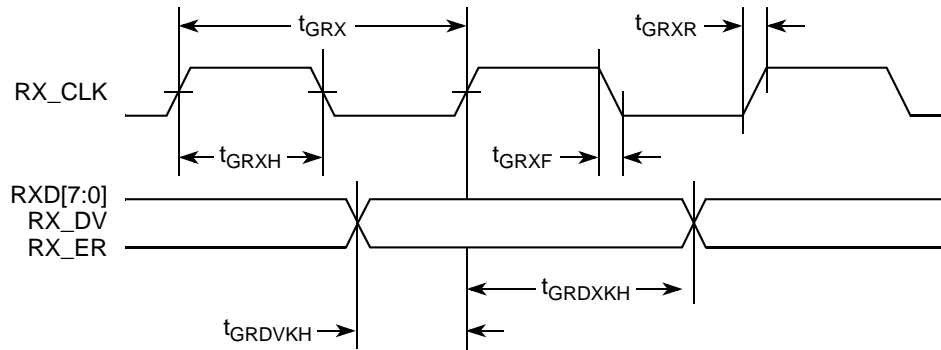 tGRX
tGRXR
RX_CLK
tGRXH
tGRXF
RXD[7:0]
RX_DV
RX_ER
tGRDXKH
tGRDVKH